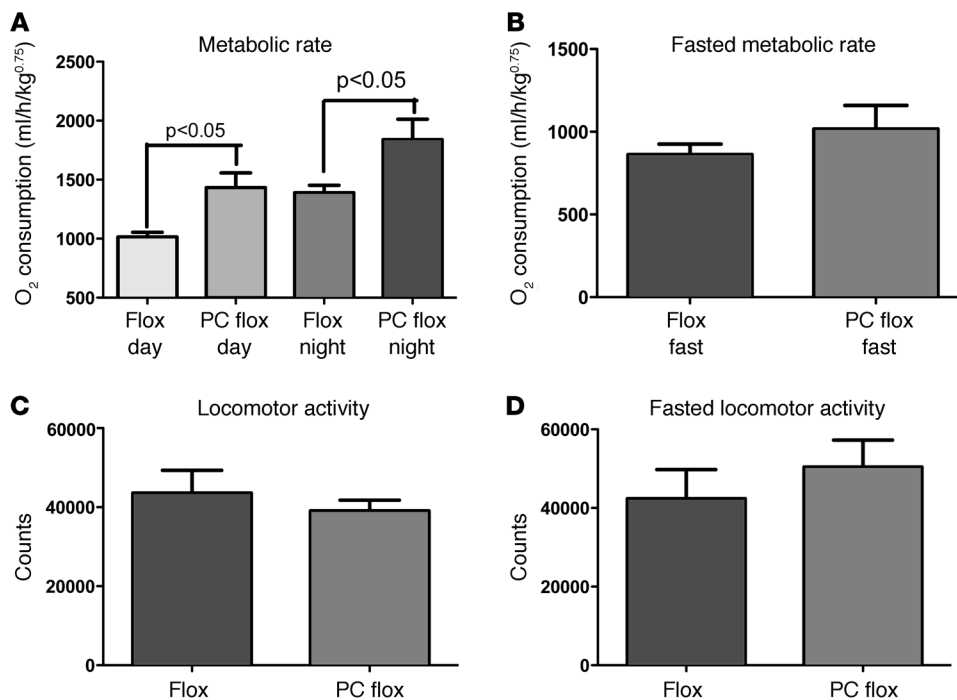 A
Metabolic rate
O2 consumption (ml/h/kg0.75)
2500
2000
1500
1000
500
p<0.05
p<0.05
Flox day
PC flox day
Flox night
PC flox night
B
Fasted metabolic rate
O2 consumption (ml/h/kg0.75)
1500
1000
500
0
Flox fast
PC flox fast
C
Locomotor activity
Counts
60000
40000
20000
0
Flox
PC flox
D
Fasted locomotor activity
Counts
60000
40000
20000
0
Flox
PC flox